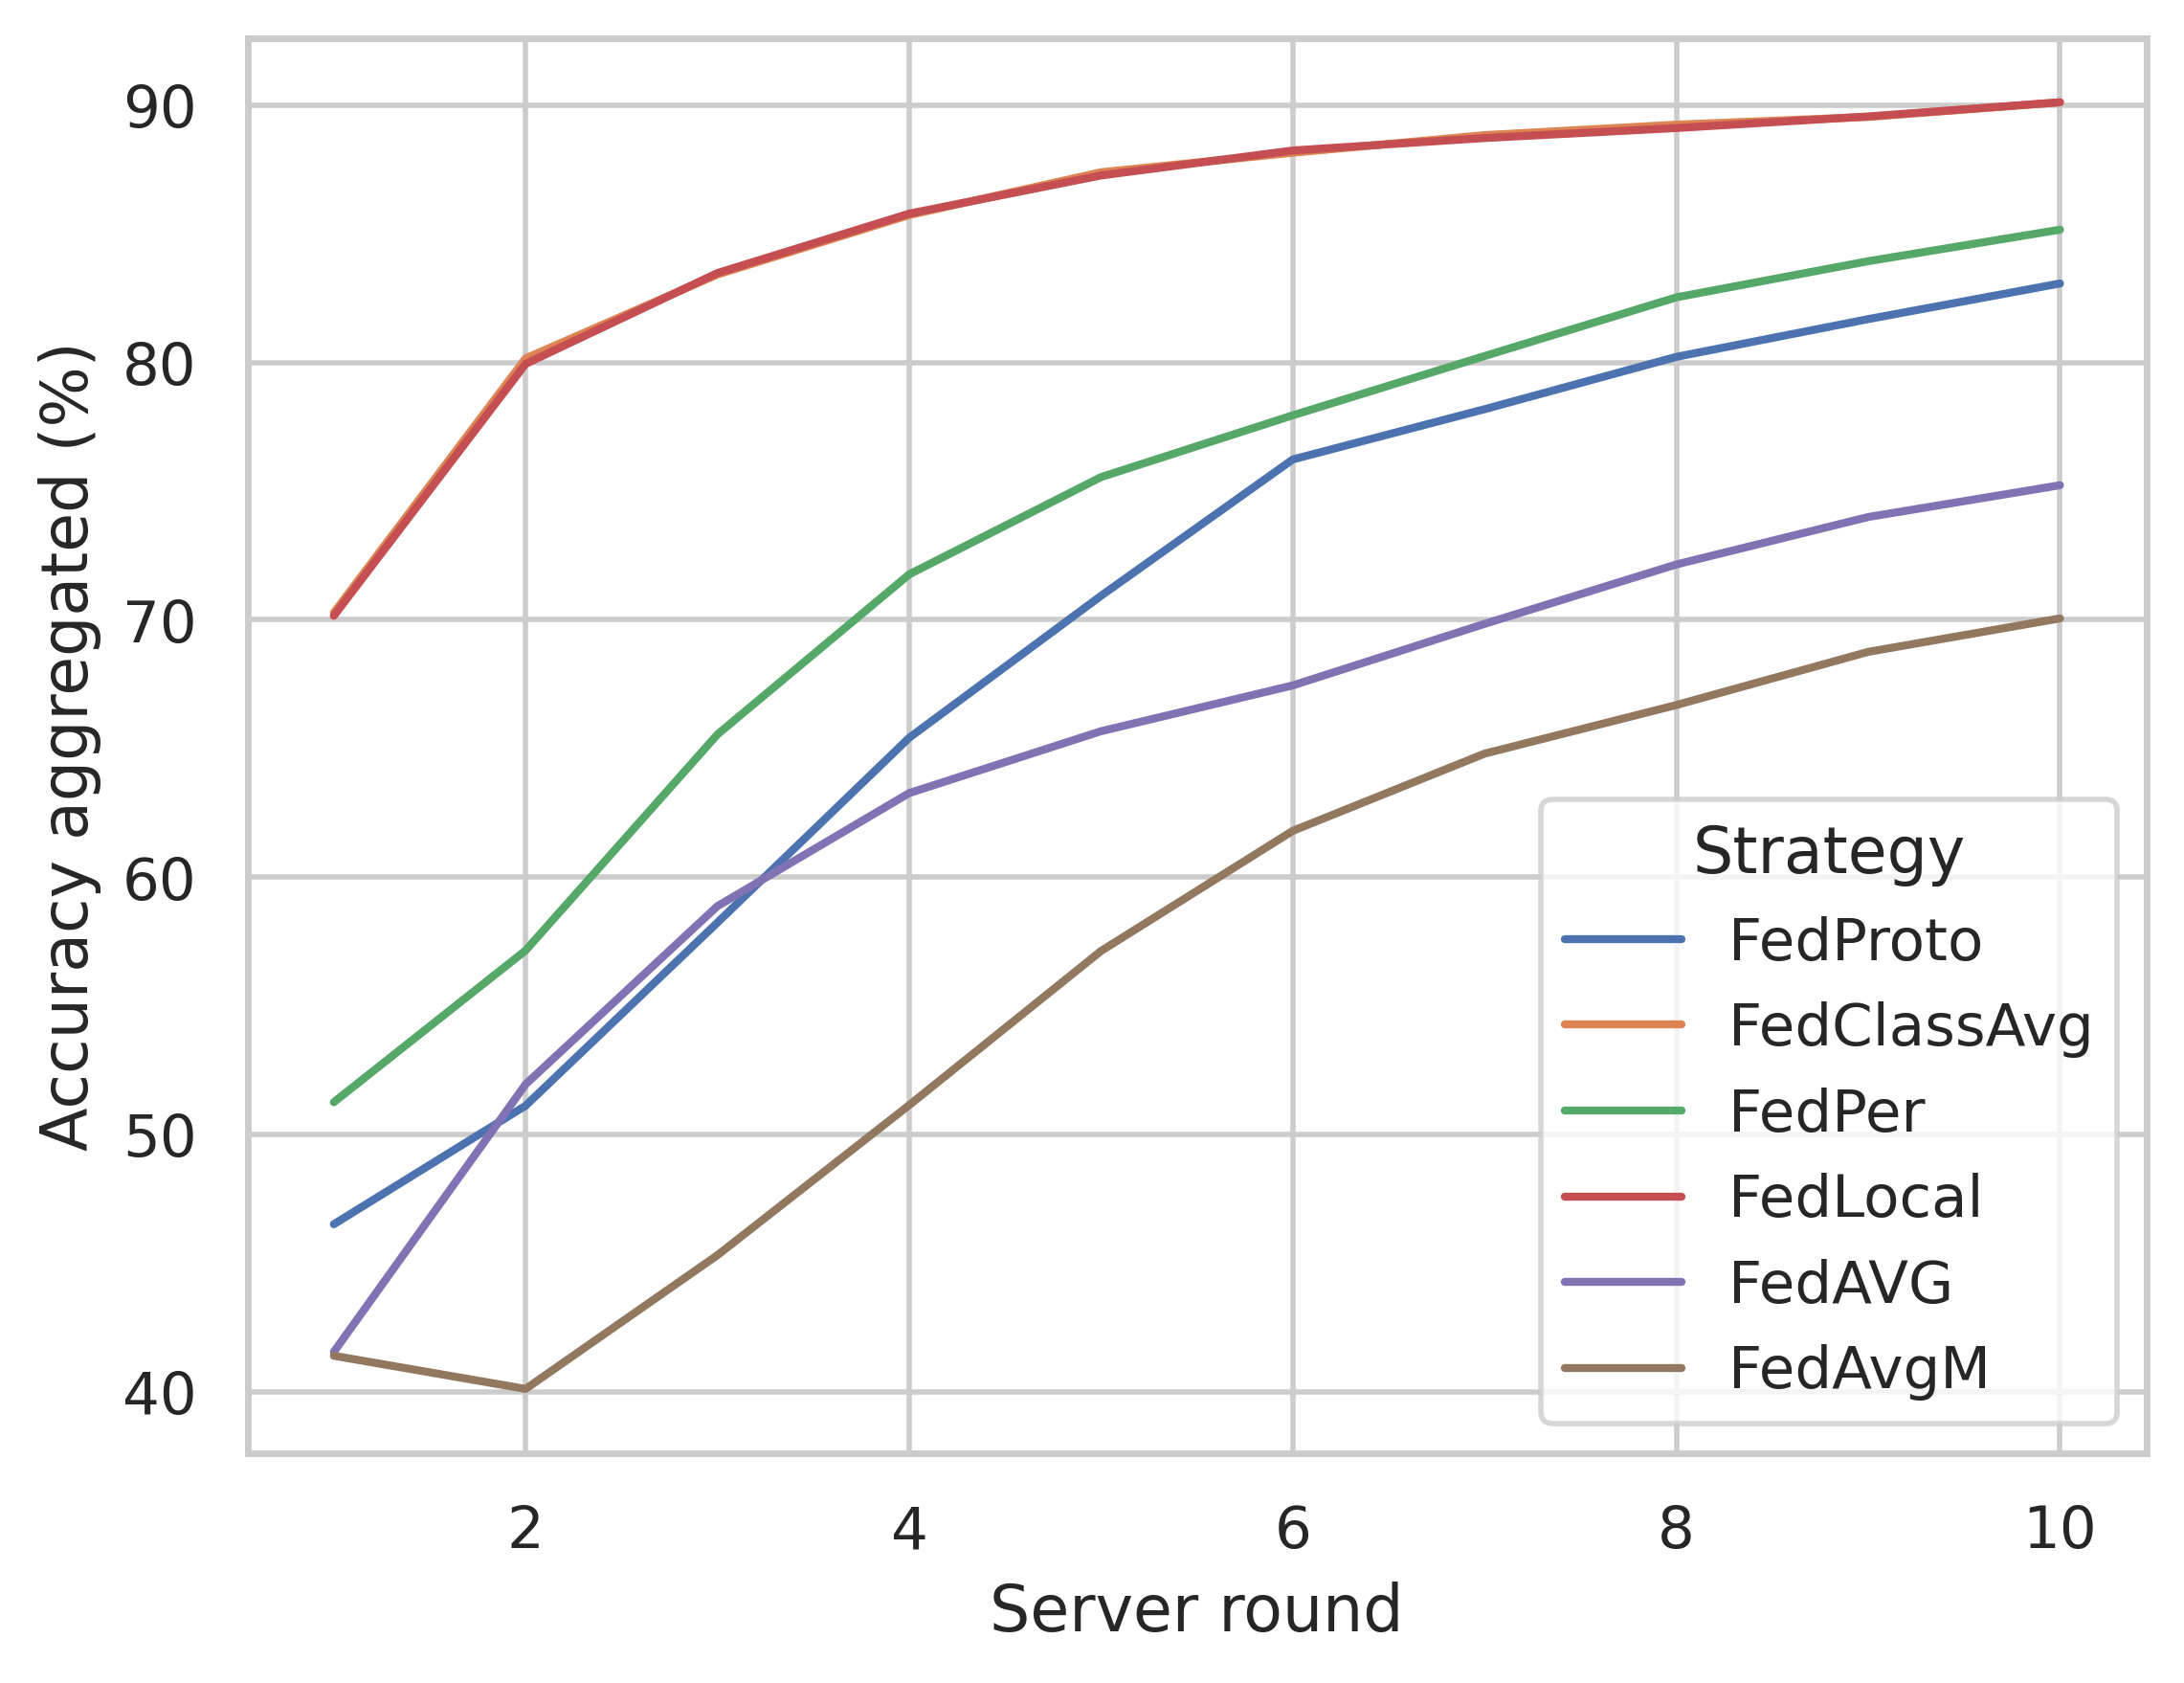 Accuracy aggregated (%)
90
80
70
60
50
40
2 4 6 8 10
Server round
Strategy
FedProto
FedClassAvg
FedPer
FedLocal
FedAVG
FedAvgM